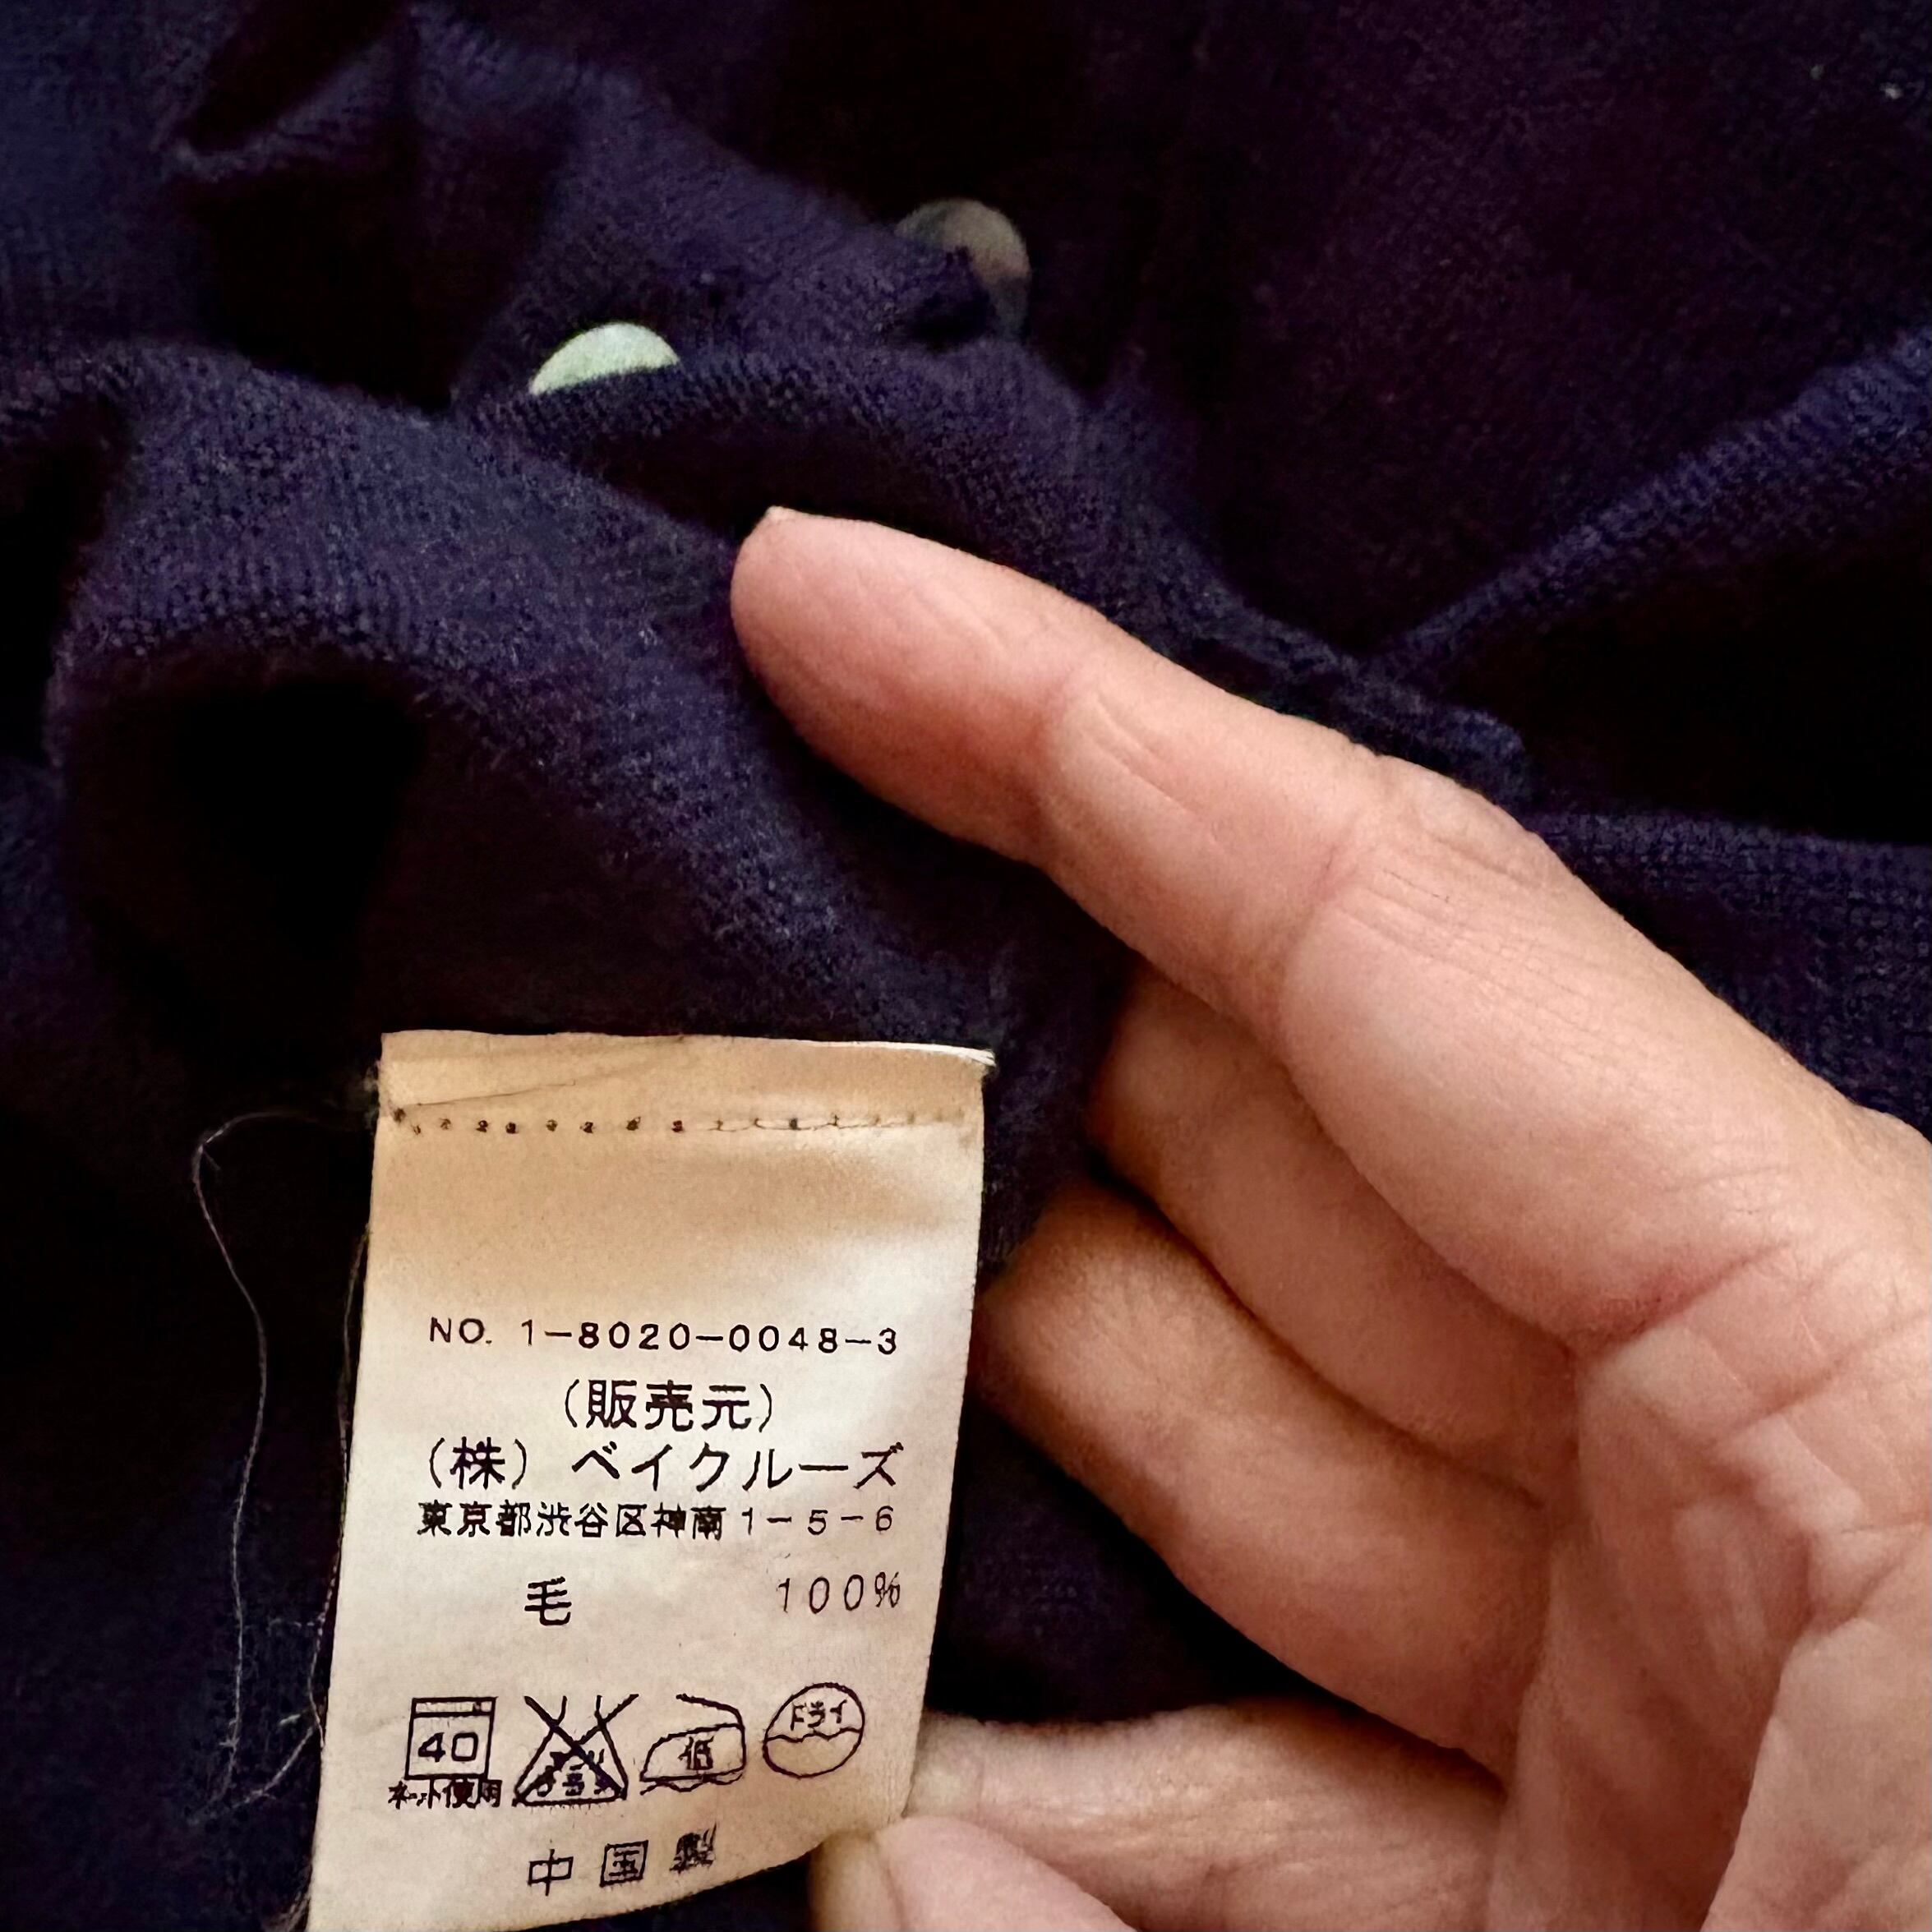 NO. 1-8020-0048-3
(販売元)
(株) ベイクルーズ
東京都渋谷区神南1-5-6
毛 100%
40 低 ドライ
ネット使用
中国製